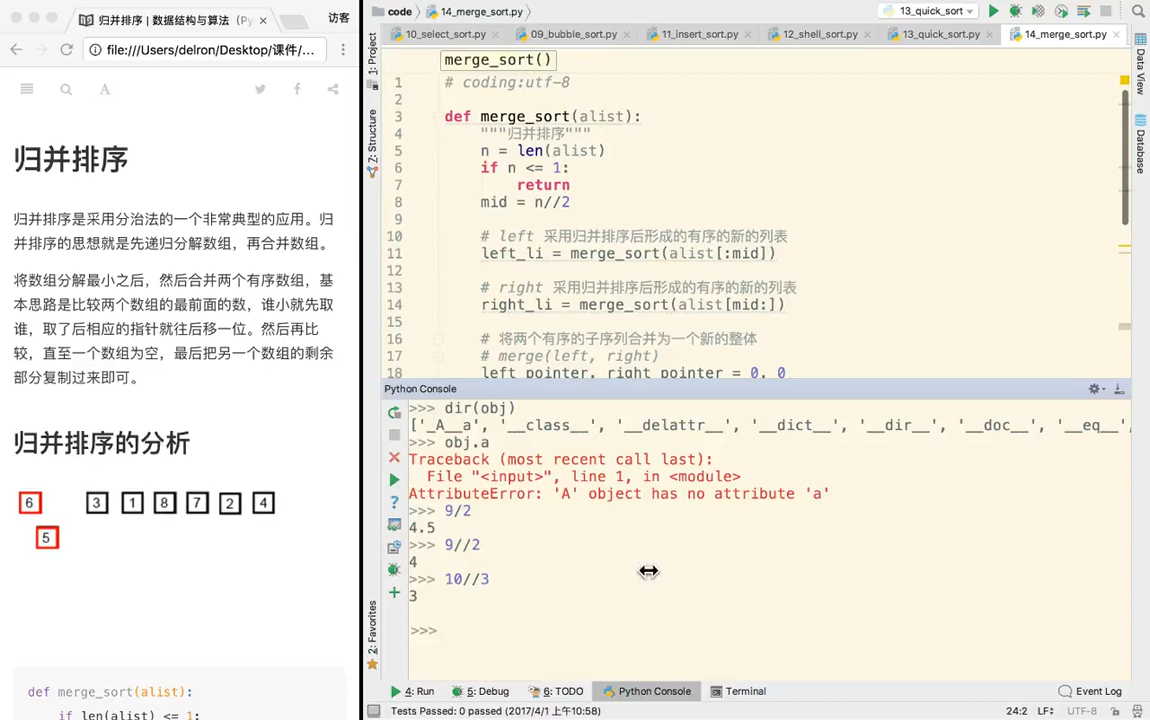 归并排序 | 数据结构与算法 (Py
访客
file:///Users/delron/Desktop/课件/...
归并排序
归并排序是采用分治法的一个非常典型的应用。归
并排序的思想就是先递归分解数组，再合并数组。
将数组分解最小之后，然后合并两个有序数组，基
本思路是比较两个数组的最前面的数，谁小就先取
谁，取了后相应的指针就往后移一位。然后再比
较，直至一个数组为空，最后把另一个数组的剩余
部分复制过来即可。
归并排序的分析
6 3 1 8 7 2 4
5
def merge_sort(alist):
if len(alist) <= 1:
code 14_merge_sort.py
13_quick_sort
10_select_sort.py 09_bubble_sort.py 11_insert_sort.py 12_shell_sort.py 13_quick_sort.py 14_merge_sort.py
1: Project
7: Structure
2: Favorites
Data View
Database
merge_sort()
1 # coding:utf-8
2
3 def merge_sort(alist):
4 """归并排序"""
5 n = len(alist)
6 if n <= 1:
7 return
8 mid = n//2
9
10 # left 采用归并排序后形成的有序的新的列表
11 left_li = merge_sort(alist[:mid])
12
13 # right 采用归并排序后形成的有序的新的列表
14 right_li = merge_sort(alist[mid:])
15
16 # 将两个有序的子序列合并为一个新的整体
17 # merge(left, right)
18 left_pointer, right_pointer = 0, 0
Python Console
>>> dir(obj)
['_A__a', '__class__', '__delattr__', '__dict__', '__dir__', '__doc__', '__eq__',
>>> obj.a
Traceback (most recent call last):
File "<input>", line 1, in <module>
AttributeError: 'A' object has no attribute 'a'
>>> 9/2
4.5
>>> 9//2
4
>>> 10//3
3
>>>
4: Run 5: Debug 6: TODO Python Console Terminal Event Log
Tests Passed: 0 passed (2017/4/1 上午10:58) 24:2 LF÷ UTF-8